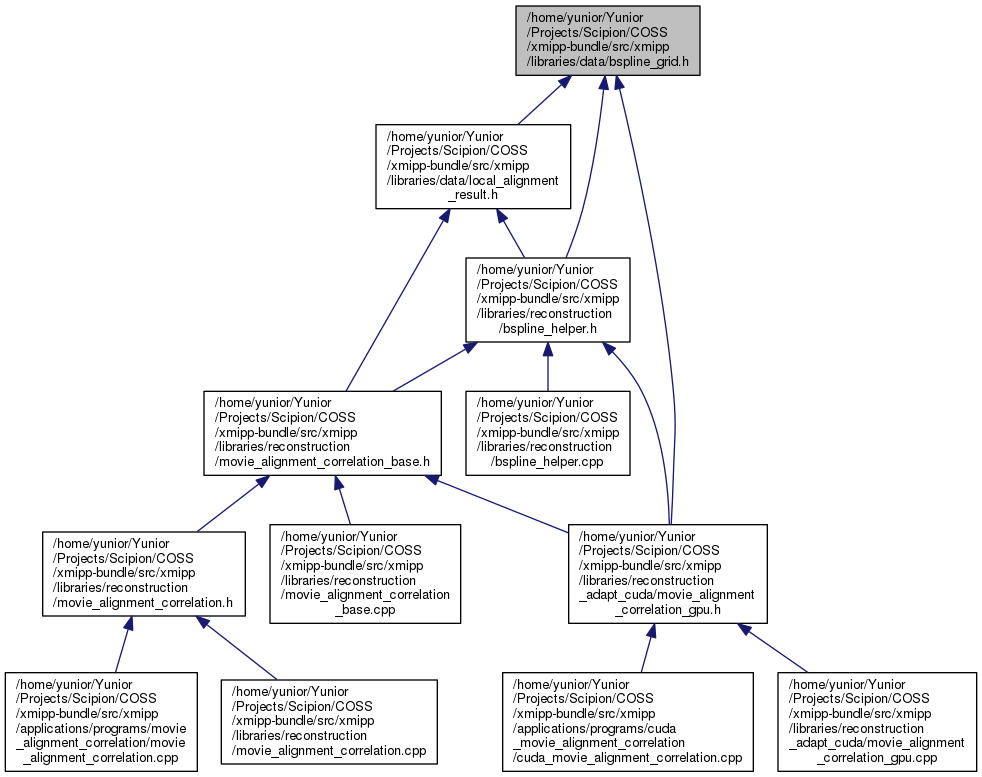 /home/yunior/Yunior
/Projects/Scipion/COSS
/xmipp-bundle/src/xmipp
/libraries/data/bspline_grid.h
/home/yunior/Yunior
/Projects/Scipion/COSS
/xmipp-bundle/src/xmipp
/libraries/data/local_alignment
_result.h
/home/yunior/Yunior
/Projects/Scipion/COSS
/xmipp-bundle/src/xmipp
/libraries/reconstruction
/bspline_helper.h
/home/yunior/Yunior
/Projects/Scipion/COSS
/xmipp-bundle/src/xmipp
/libraries/reconstruction
/movie_alignment_correlation_base.h
/home/yunior/Yunior
/Projects/Scipion/COSS
/xmipp-bundle/src/xmipp
/libraries/reconstruction
/bspline_helper.cpp
/home/yunior/Yunior
/Projects/Scipion/COSS
/xmipp-bundle/src/xmipp
/libraries/reconstruction
/movie_alignment_correlation.h
/home/yunior/Yunior
/Projects/Scipion/COSS
/xmipp-bundle/src/xmipp
/libraries/reconstruction
/movie_alignment_correlation
_base.cpp
/home/yunior/Yunior
/Projects/Scipion/COSS
/xmipp-bundle/src/xmipp
/libraries/reconstruction
_adapt_cuda/movie_alignment
_correlation_gpu.h
/home/yunior/Yunior
/Projects/Scipion/COSS
/xmipp-bundle/src/xmipp
/applications/programs/movie
_alignment_correlation/movie
_alignment_correlation.cpp
/home/yunior/Yunior
/Projects/Scipion/COSS
/xmipp-bundle/src/xmipp
/libraries/reconstruction
/movie_alignment_correlation.cpp
/home/yunior/Yunior
/Projects/Scipion/COSS
/xmipp-bundle/src/xmipp
/applications/programs/cuda
_movie_alignment_correlation
/cuda_movie_alignment_correlation.cpp
/home/yunior/Yunior
/Projects/Scipion/COSS
/xmipp-bundle/src/xmipp
/libraries/reconstruction
_adapt_cuda/movie_alignment
_correlation_gpu.cpp